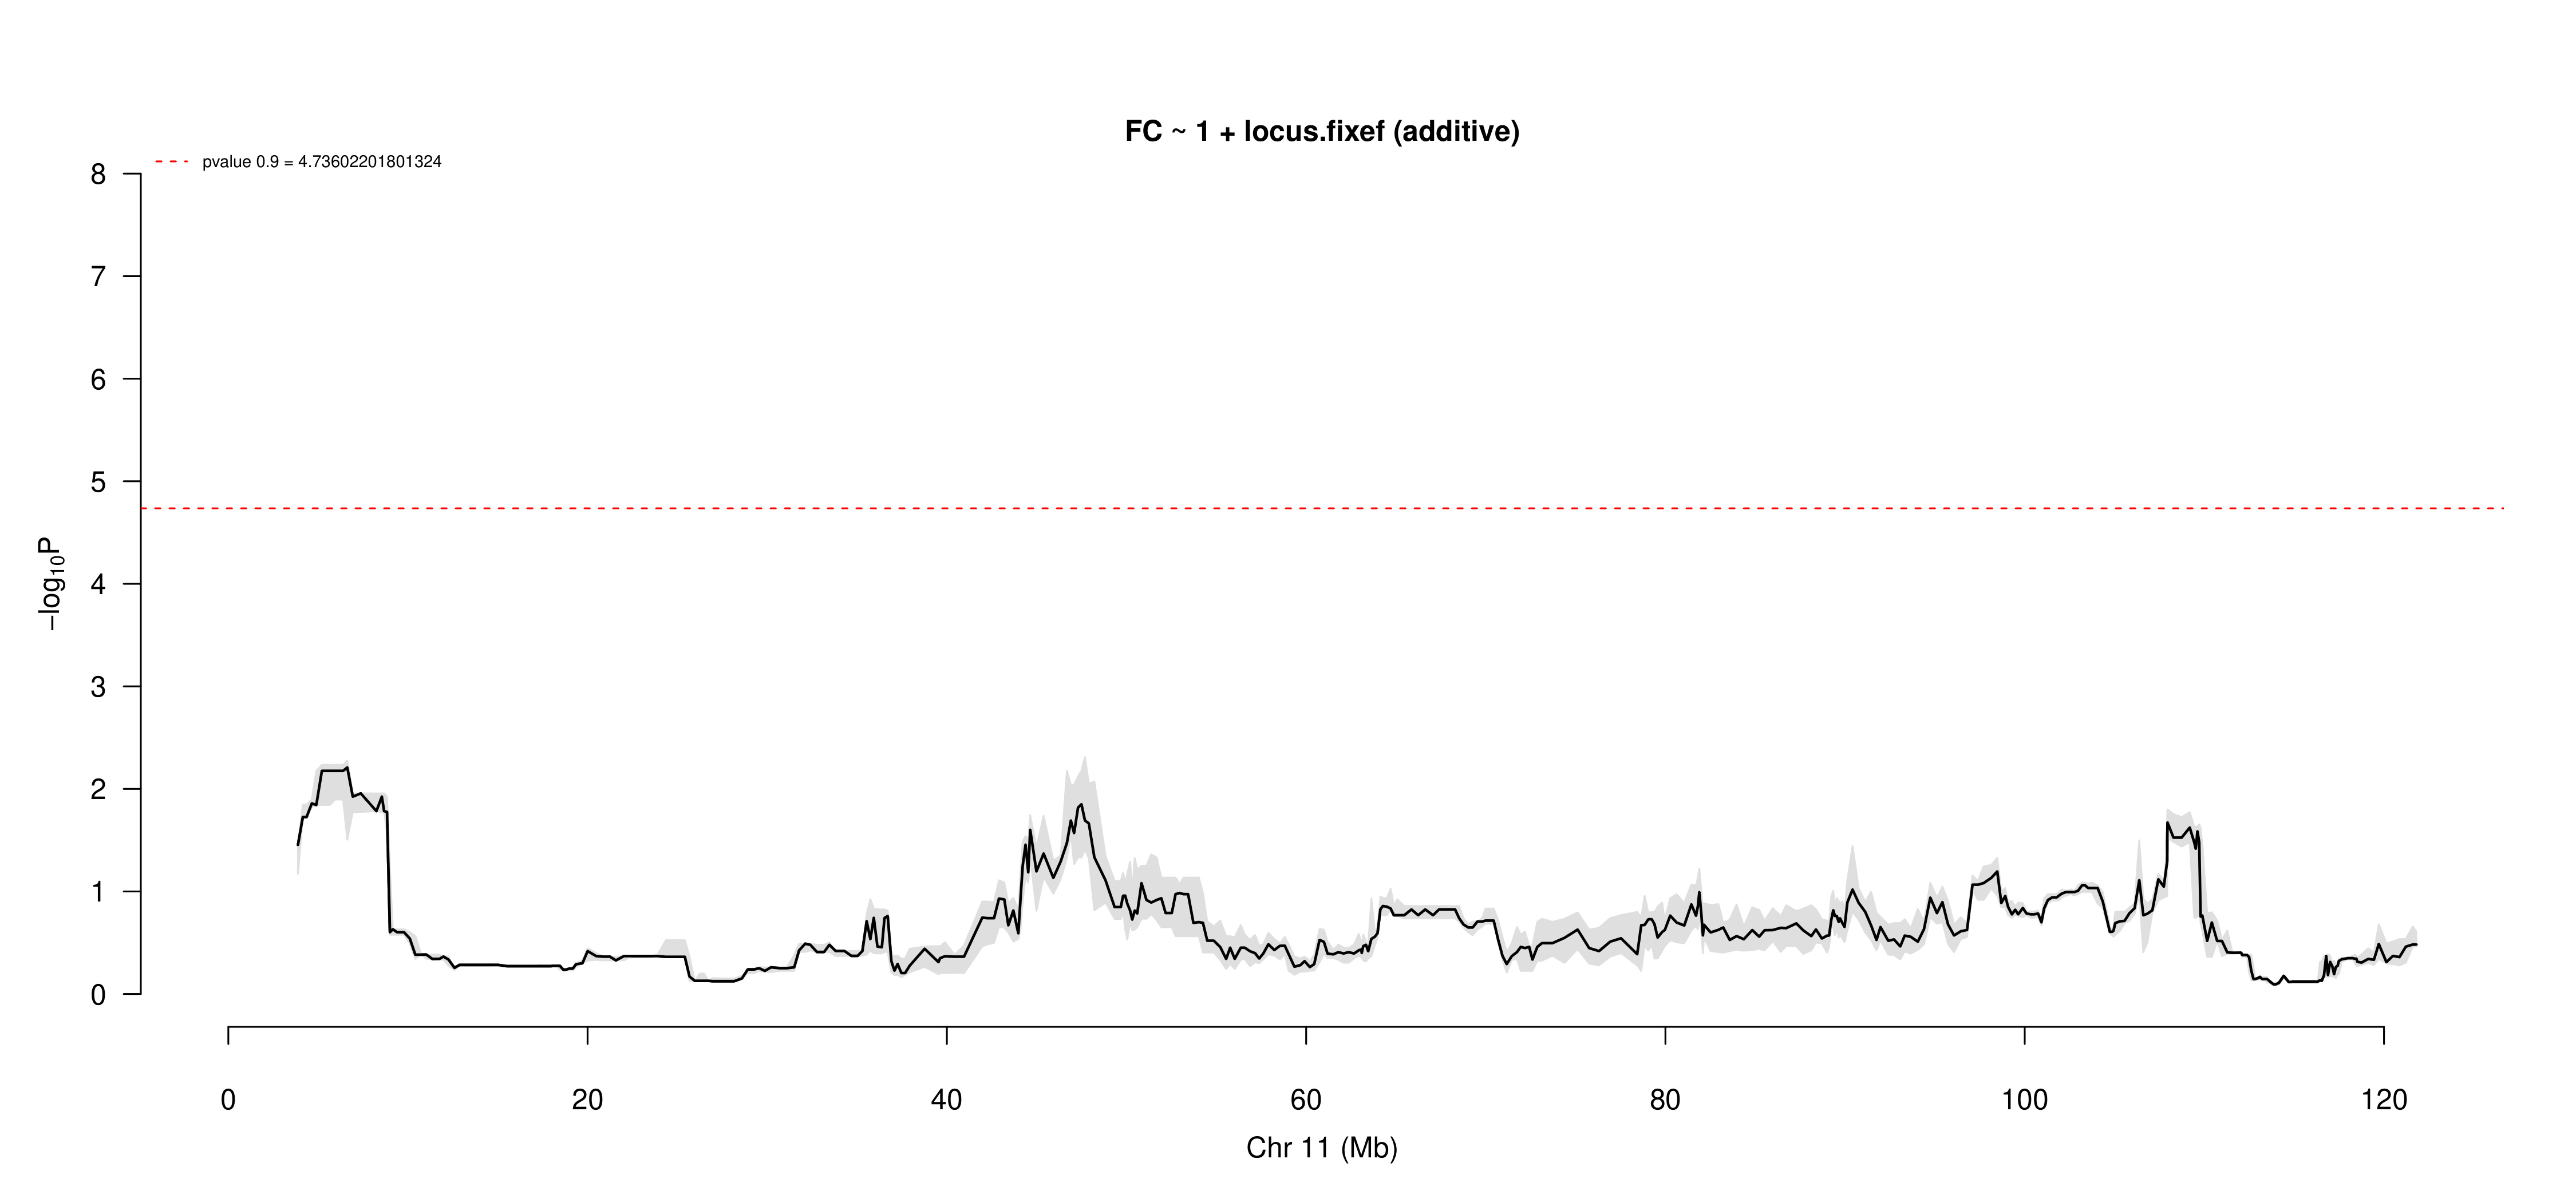 FC ~ 1 + locus.fixef (additive)
pvalue 0.9 = 4.73602201801324
8
7
6
5
4
3
2
1
0
−log10P
0 20 40 60 80 100 120
Chr 11 (Mb)